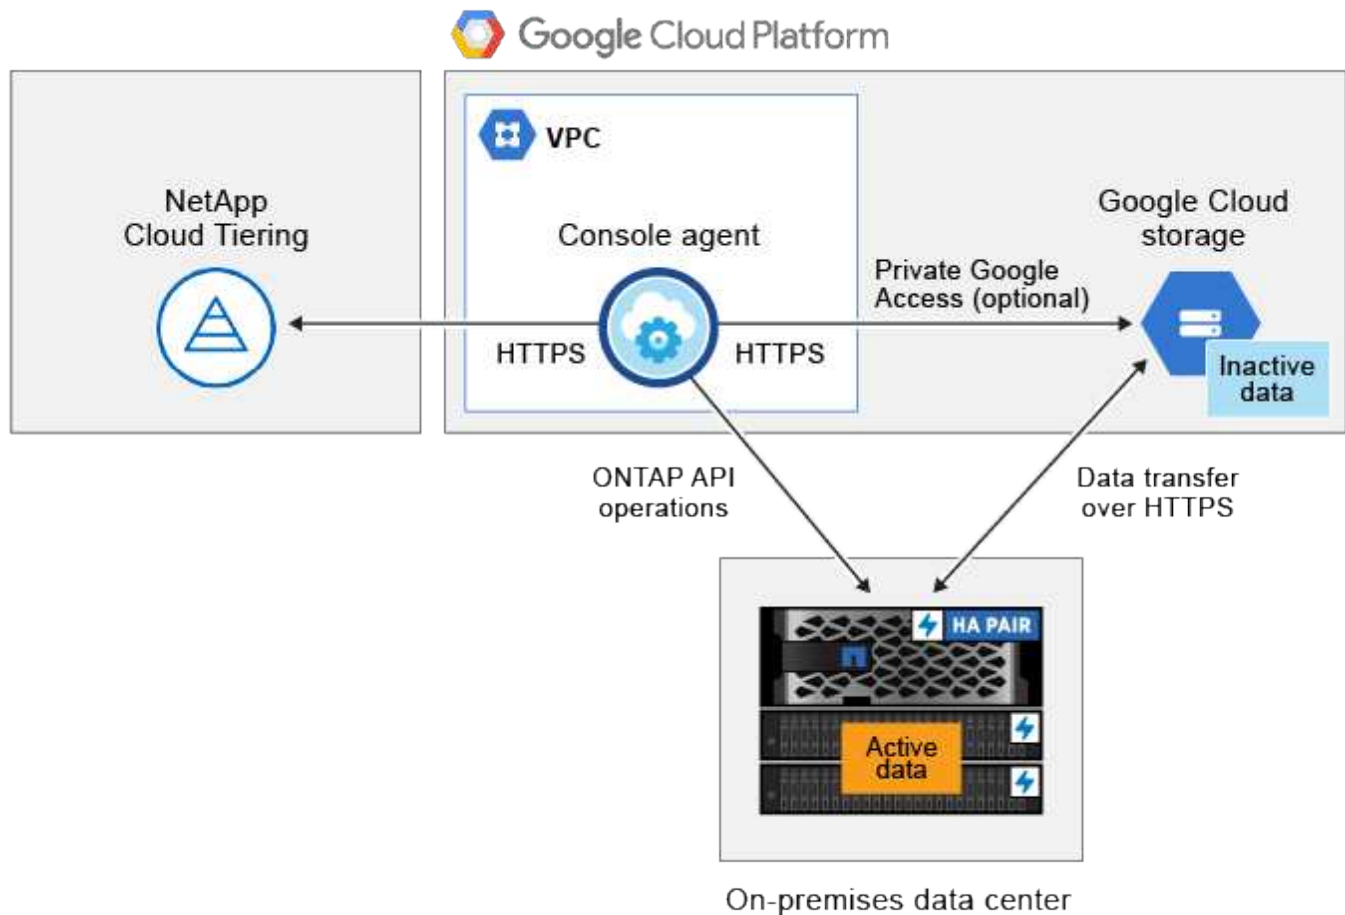 Google Cloud Platform
VPC
NetApp
Cloud Tiering
Console agent
Google Cloud
storage
Private Google
Access (optional)
HTTPS
HTTPS
Inactive
data
ONTAP API
operations
Data transfer
over HTTPS
HA PAIR
Active
data
On-premises data center